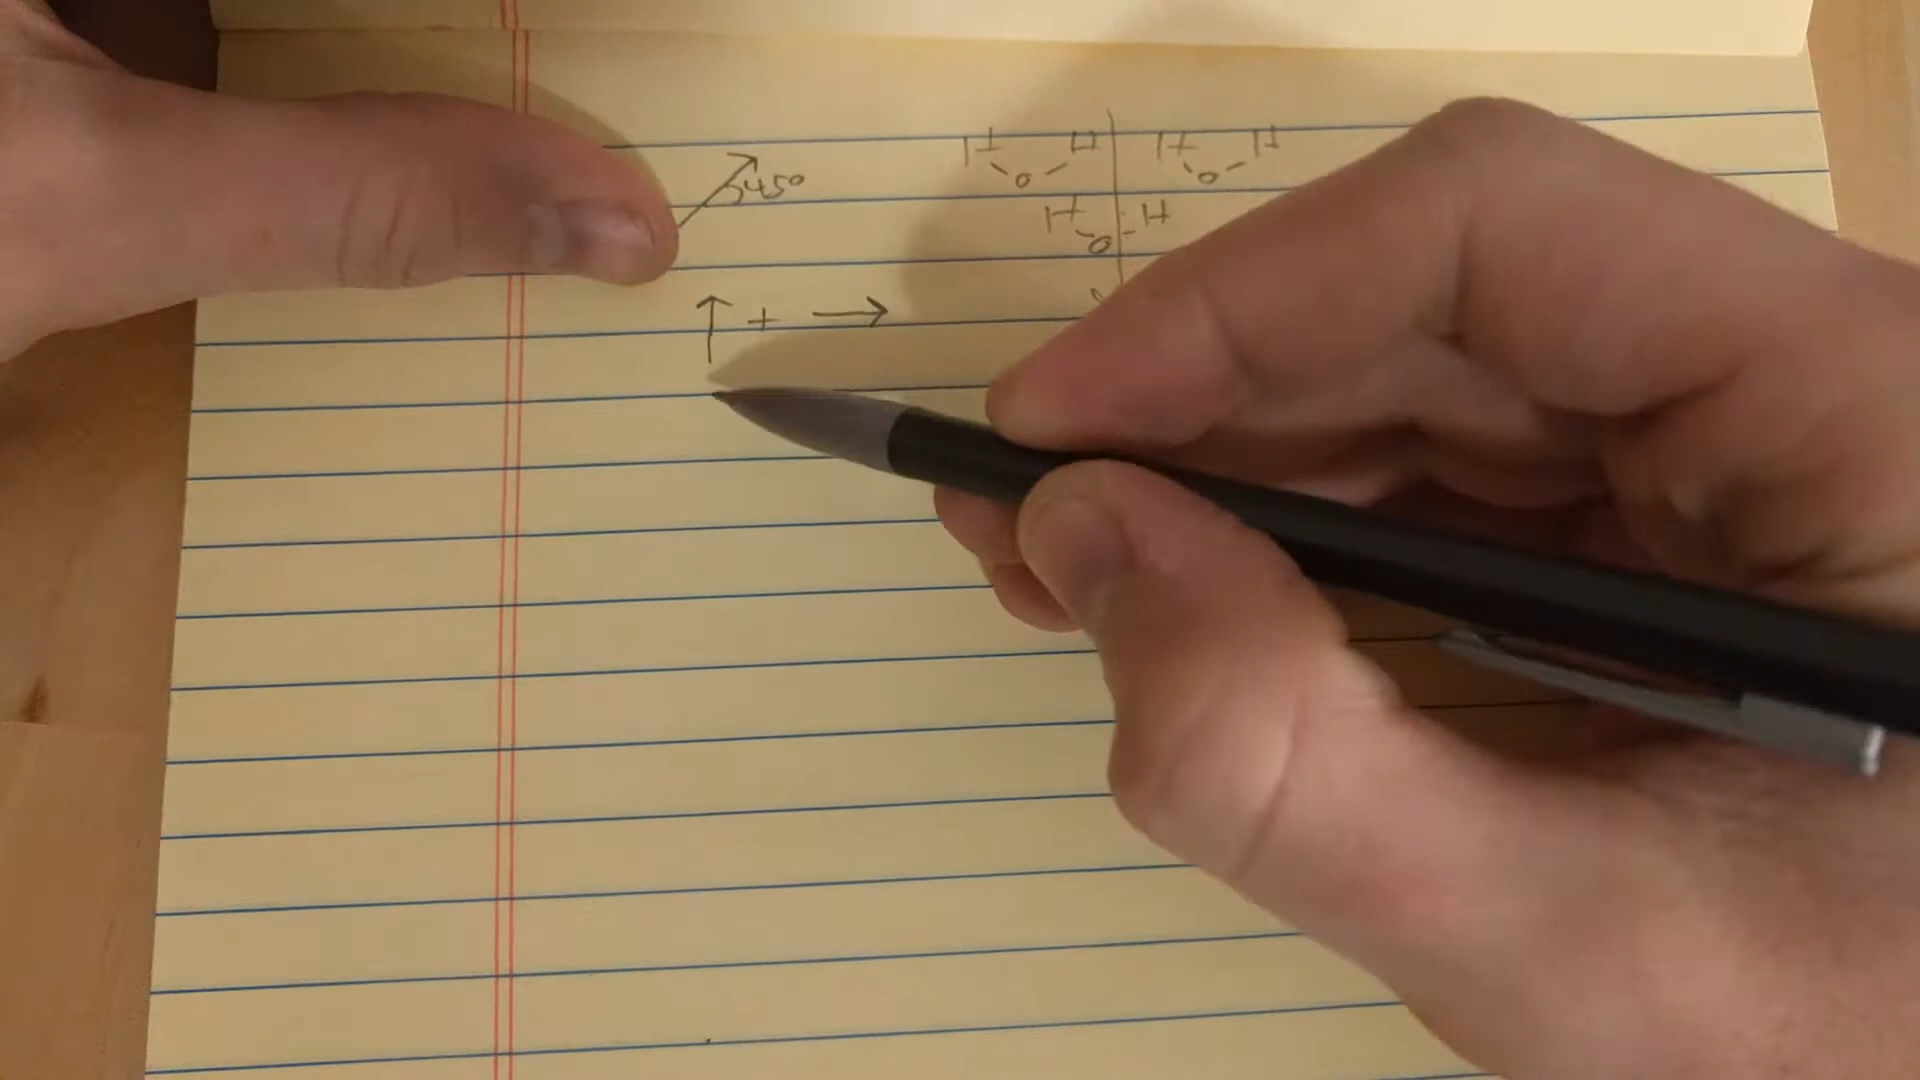 45°
H H H H
O O
H H
O
↑ + →